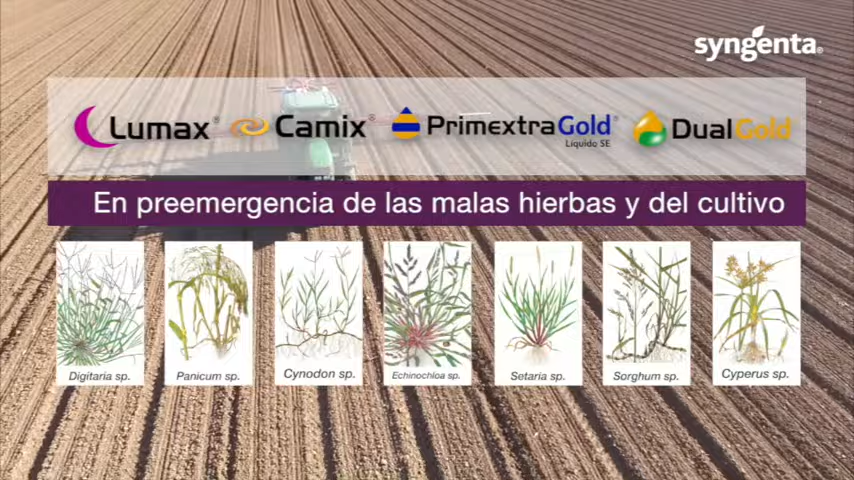 syngenta®
Lumax® Camix® PrimextraGold® DualGold
Líquido SE
En preemergencia de las malas hierbas y del cultivo
Digitaria sp. Panicum sp. Cynodon sp. Echinochloa sp. Setaria sp. Sorghum sp. Cyperus sp.